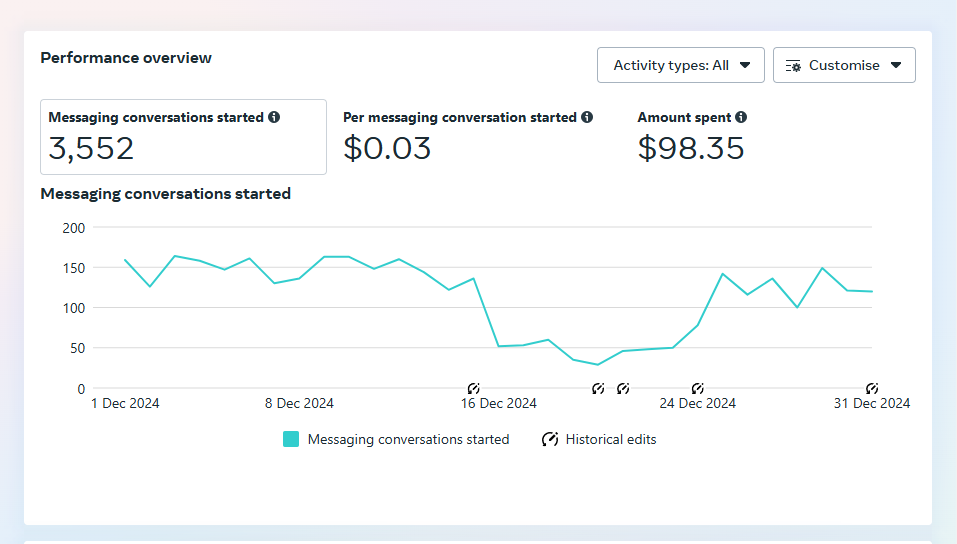 Performance overview
Activity types: All
Customise
Messaging conversations started
3,552
Per messaging conversation started
$0.03
Amount spent
$98.35
Messaging conversations started
200
150
100
50
0
1 Dec 2024
8 Dec 2024
16 Dec 2024
24 Dec 2024
31 Dec 2024
Messaging conversations started
Historical edits